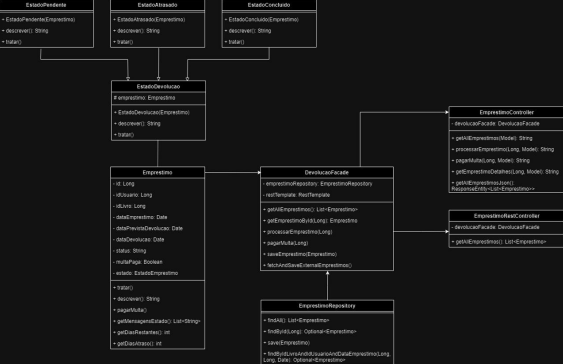 EstadoPendente
+ EstadoPendente(Emprestimo)
+ descrever(): String
+ tratar()
EstadoAtrasado
+ EstadoAtrasado(Emprestimo)
+ descrever(): String
+ tratar()
EstadoConcluido
+ EstadoConcluido(Emprestimo)
+ descrever(): String
+ tratar()
EstadoDevolucao
# emprestimo: Emprestimo
+ EstadoDevolucao(Emprestimo)
+ descrever(): String
+ tratar()
Emprestimo
- id: Long
- idUsuario: Long
- idLivro: Long
- dataEmprestimo: Date
- dataPrevistaDevolucao: Date
- dataDevolucao: Date
- status: String
- multaPaga: Boolean
- estado: EstadoEmprestimo
+ tratar()
+ descrever(): String
+ pagarMulta()
+ getMensagensEstado(): List<String>
+ getDiasRestantes(): int
+ getDiasAtraso(): int
DevolucaoFacade
- emprestimoRepository: EmprestimoRepository
- restTemplate: RestTemplate
+ getAllEmprestimos(): List<Emprestimo>
+ getEmprestimoById(Long): Emprestimo
+ processarEmprestimo(Long)
+ pagarMulta(Long)
+ saveEmprestimo(Emprestimo)
+ fetchAndSaveExternalEmprestimos()
EmprestimoController
- devolucaoFacade: DevolucaoFacade
+ getAllEmprestimos(Model): String
+ processarEmprestimo(Long, Model): String
+ pagarMulta(Long, Model): String
+ getEmprestimoDetalhes(Long, Model): String
+ getAllEmprestimosJson():
ResponseEntity<List<Emprestimo>>
EmprestimoRestController
- devolucaoFacade: DevolucaoFacade
+ getAllEmprestimos(): List<Emprestimo>
EmprestimoRepository
+ findAll(): List<Emprestimo>
+ findById(Long): Optional<Emprestimo>
+ save(Emprestimo)
+ findByIdLivroAndIdUsuarioAndDataEmprestimo(Long,
Long, Date): Optional<Emprestimo>